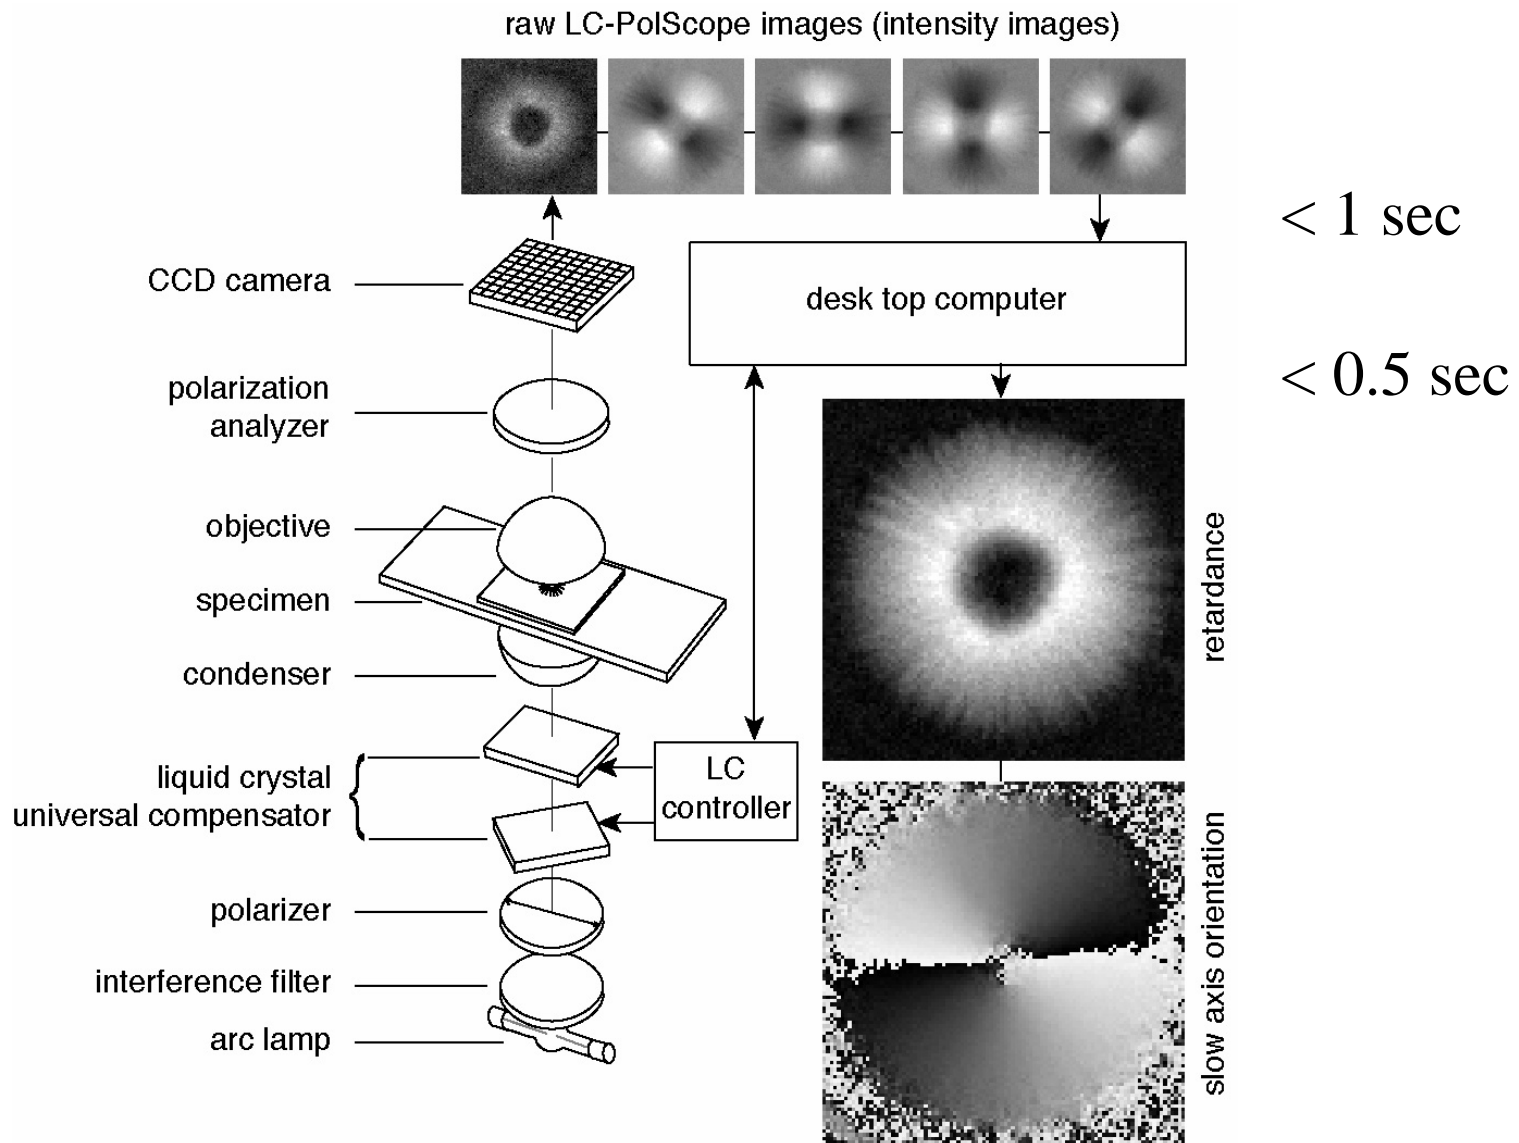 raw LC-PolScope images (intensity images)
< 1 sec
CCD camera
desk top computer
< 0.5 sec
polarization
analyzer
objective
specimen
retardance
condenser
liquid crystal
universal compensator
LC
controller
polarizer
slow axis orientation
interference filter
arc lamp